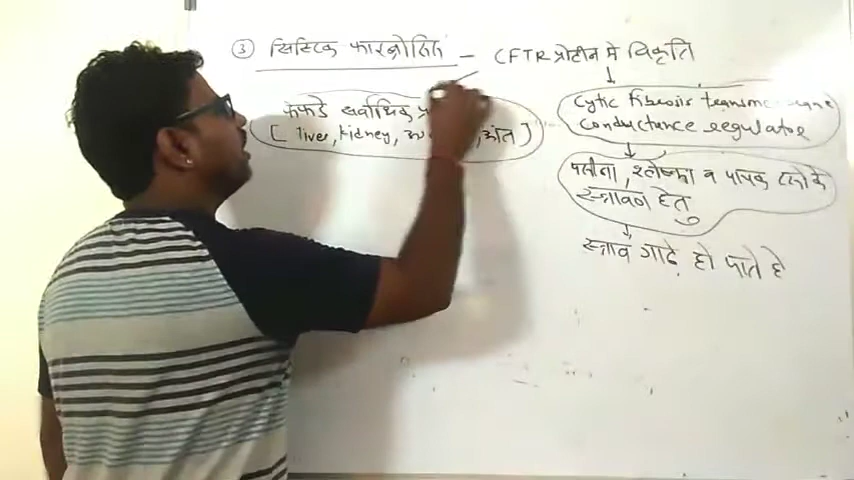 ③ सिस्टिक फाइब्रोसिस – CFTR प्रोटीन मे विकृति
फेफडे सर्वाधिक
[ liver, kidney, , आंत ]
Cytic Fibrosis
conductance regulator
पसीना, श्लेष्मा व पाचक रसो के
स्त्रावण हेतु
स्त्राव गाढे हो जाते है